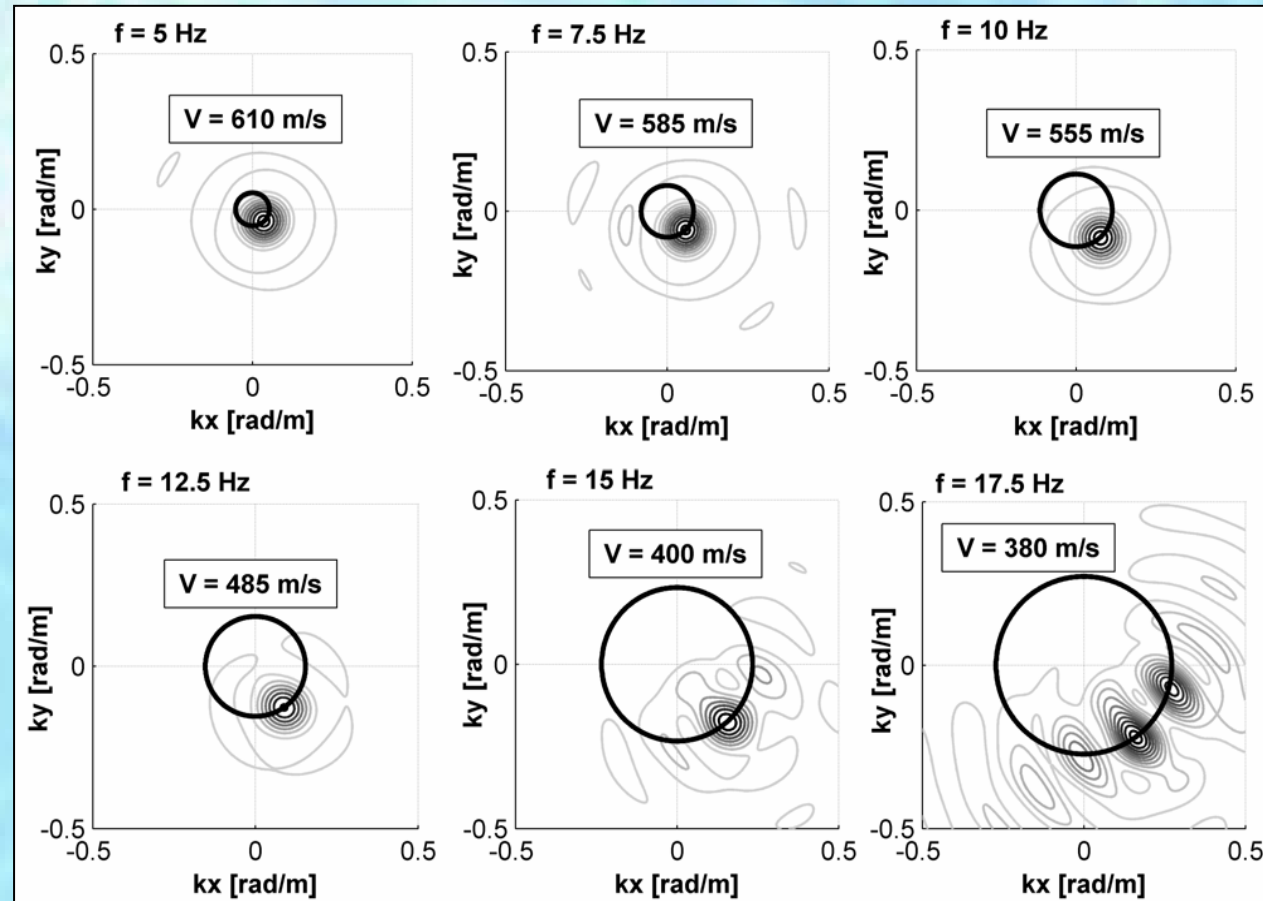 f = 5 Hz
V = 610 m/s
0.5
0
-0.5
-0.5
0
0.5
ky [rad/m]
kx [rad/m]
f = 7.5 Hz
V = 585 m/s
0.5
0
-0.5
-0.5
0
0.5
ky [rad/m]
kx [rad/m]
f = 10 Hz
V = 555 m/s
0.5
0
-0.5
-0.5
0
0.5
ky [rad/m]
kx [rad/m]
f = 12.5 Hz
V = 485 m/s
0.5
0
-0.5
-0.5
0
0.5
ky [rad/m]
kx [rad/m]
f = 15 Hz
V = 400 m/s
0.5
0
-0.5
-0.5
0
0.5
ky [rad/m]
kx [rad/m]
f = 17.5 Hz
V = 380 m/s
0.5
0
-0.5
-0.5
0
0.5
ky [rad/m]
kx [rad/m]